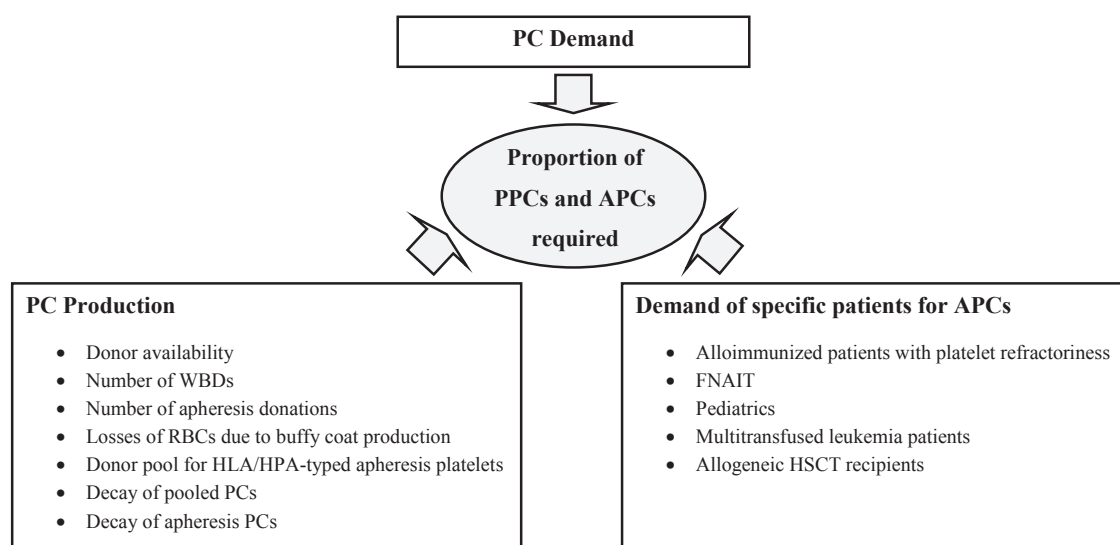 PC Demand
Proportion of
PPCs and APCs
required
PC Production
• Donor availability
• Number of WBDs
• Number of apheresis donations
• Losses of RBCs due to buffy coat production
• Donor pool for HLA/HPA-typed apheresis platelets
• Decay of pooled PCs
• Decay of apheresis PCs
Demand of specific patients for APCs
• Alloimmunized patients with platelet refractoriness
• FNAIT
• Pediatrics
• Multitransfused leukemia patients
• Allogeneic HSCT recipients